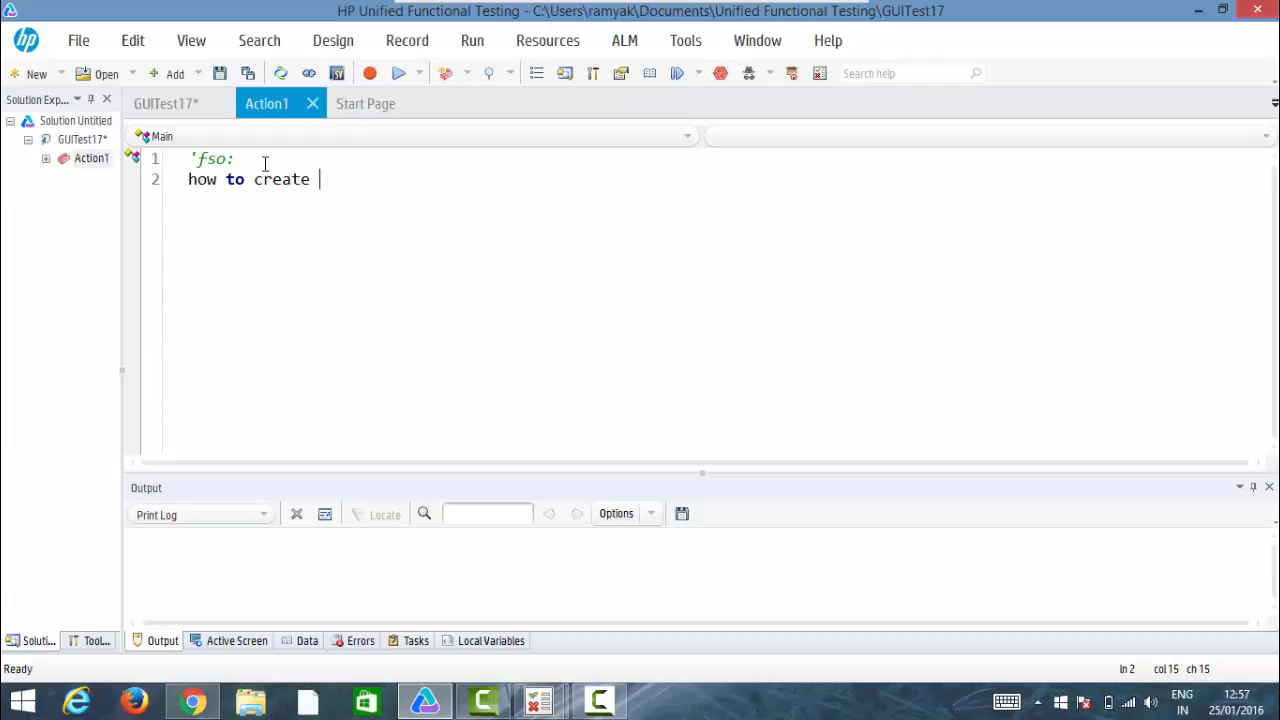 HP Unified Functional Testing - C:\Users\ramyak\Documents\Unified Functional Testing\GUITest17
hp File Edit View Search Design Record Run Resources ALM Tools Window Help
New Open Add Search help
Solution Exp... GUITest17* Action1 Start Page
Solution Untitled
GUITest17*
Action1
Main
1 'fso:
2 how to create
Output
Print Log Locate Options
Soluti... Tool... Output Active Screen Data Errors Tasks Local Variables
Ready ln 2 col 15 ch 15
ENG 12:57
IN 25/01/2016